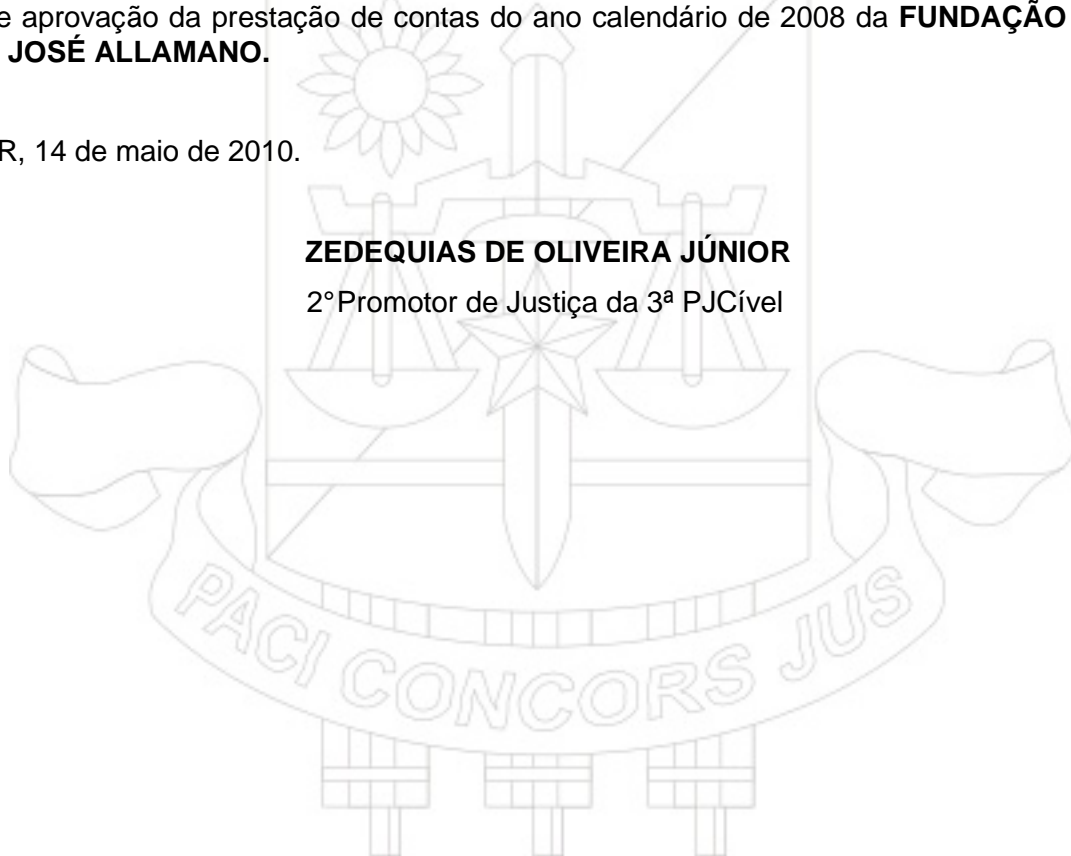 e aprovação da prestação de contas do ano calendário de 2008 da FUNDAÇÃO
JOSÉ ALLAMANO.
R, 14 de maio de 2010.
ZEDEQUIAS DE OLIVEIRA JÚNIOR
2° Promotor de Justiça da 3ª PJCível
PACI CONCORS JUS